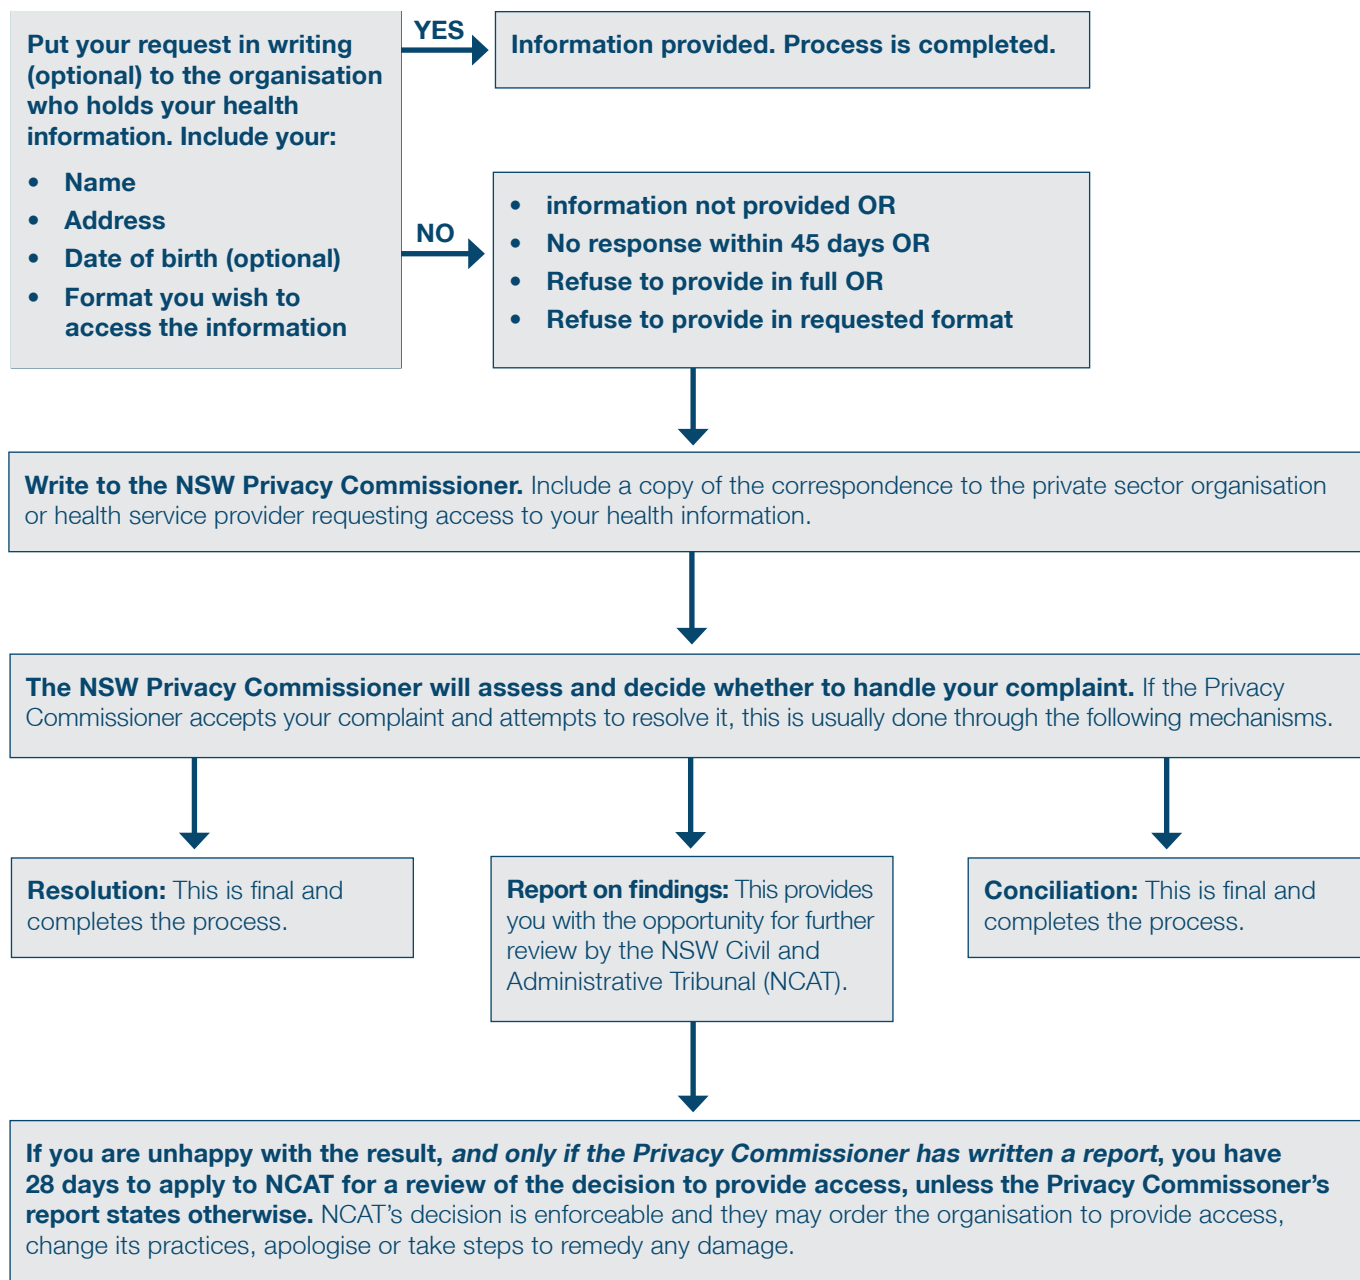 Put your request in writing
(optional) to the organisation
who holds your health
information. Include your:
• Name
• Address
• Date of birth (optional)
• Format you wish to
access the information
YES
Information provided. Process is completed.
NO
• information not provided OR
• No response within 45 days OR
• Refuse to provide in full OR
• Refuse to provide in requested format
Write to the NSW Privacy Commissioner. Include a copy of the correspondence to the private sector organisation
or health service provider requesting access to your health information.
The NSW Privacy Commissioner will assess and decide whether to handle your complaint. If the Privacy
Commissioner accepts your complaint and attempts to resolve it, this is usually done through the following mechanisms.
Resolution: This is final and
completes the process.
Report on findings: This provides
you with the opportunity for further
review by the NSW Civil and
Administrative Tribunal (NCAT).
Conciliation: This is final and
completes the process.
If you are unhappy with the result, and only if the Privacy Commissioner has written a report, you have
28 days to apply to NCAT for a review of the decision to provide access, unless the Privacy Commissoner's
report states otherwise. NCAT's decision is enforceable and they may order the organisation to provide access,
change its practices, apologise or take steps to remedy any damage.